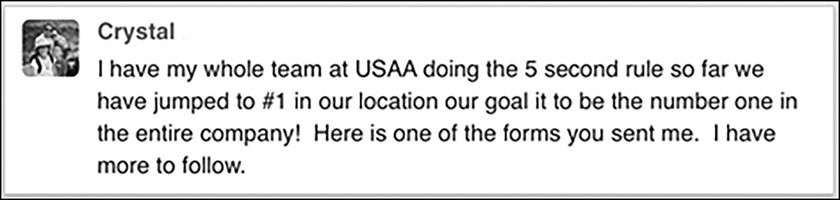 Crystal
I have my whole team at USAA doing the 5 second rule so far we
have jumped to #1 in our location our goal it to be the number one in
the entire company!  Here is one of the forms you sent me.  I have
more to follow.